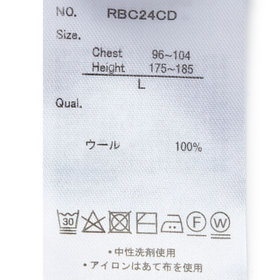 NO. RBC24CD
Size.
Chest 96~104
Height 175~185
L
Qual.
ウール 100%
30 F W
・中性洗剤使用
・アイロンはあて布を使用